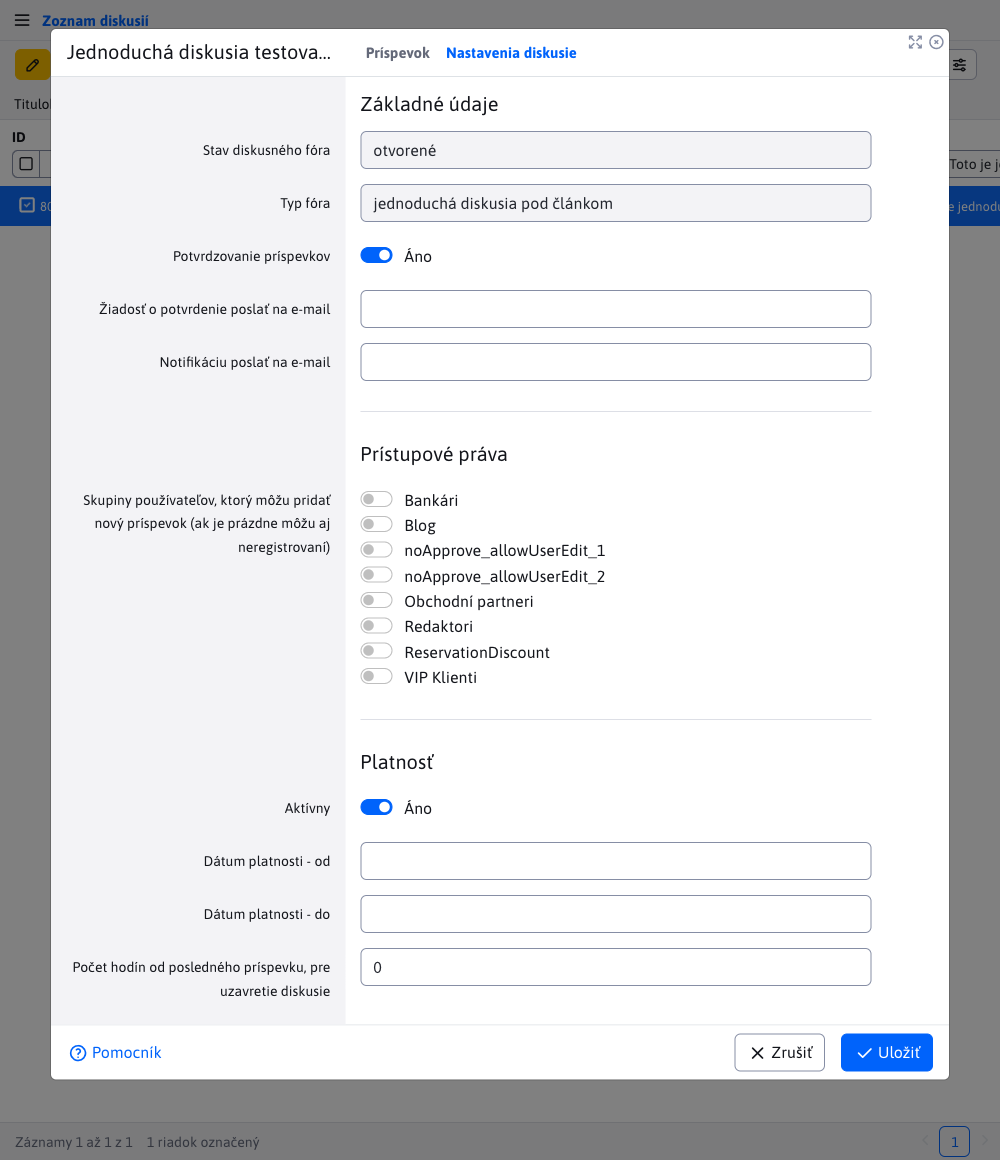 Zoznam diskusií
Jednoduchá diskusia testova...
Príspevok
Nastavenia diskusie
ID
Toto je j
80
Základné údaje
Stav diskusného fóra
otvorené
Typ fóra
jednoduchá diskusia pod článkom
Potvrdzovanie príspevkov
Áno
Žiadosť o potvrdenie poslať na e-mail
Notifikáciu poslať na e-mail
Prístupové práva
Skupiny používateľov, ktorý môžu pridať
nový príspevok (ak je prázdne môžu aj
neregistrovaní)
Bankári
Blog
noApprove_allowUserEdit_1
noApprove_allowUserEdit_2
Obchodní partneri
Redaktori
ReservationDiscount
VIP Klienti
Platnosť
Aktívny
Áno
Dátum platnosti - od
Dátum platnosti - do
Počet hodín od posledného príspevku, pre
uzavretie diskusie
0
Pomocník
Zrušiť
Uložiť
Záznamy 1 až 1 z 1
1 riadok označený
1